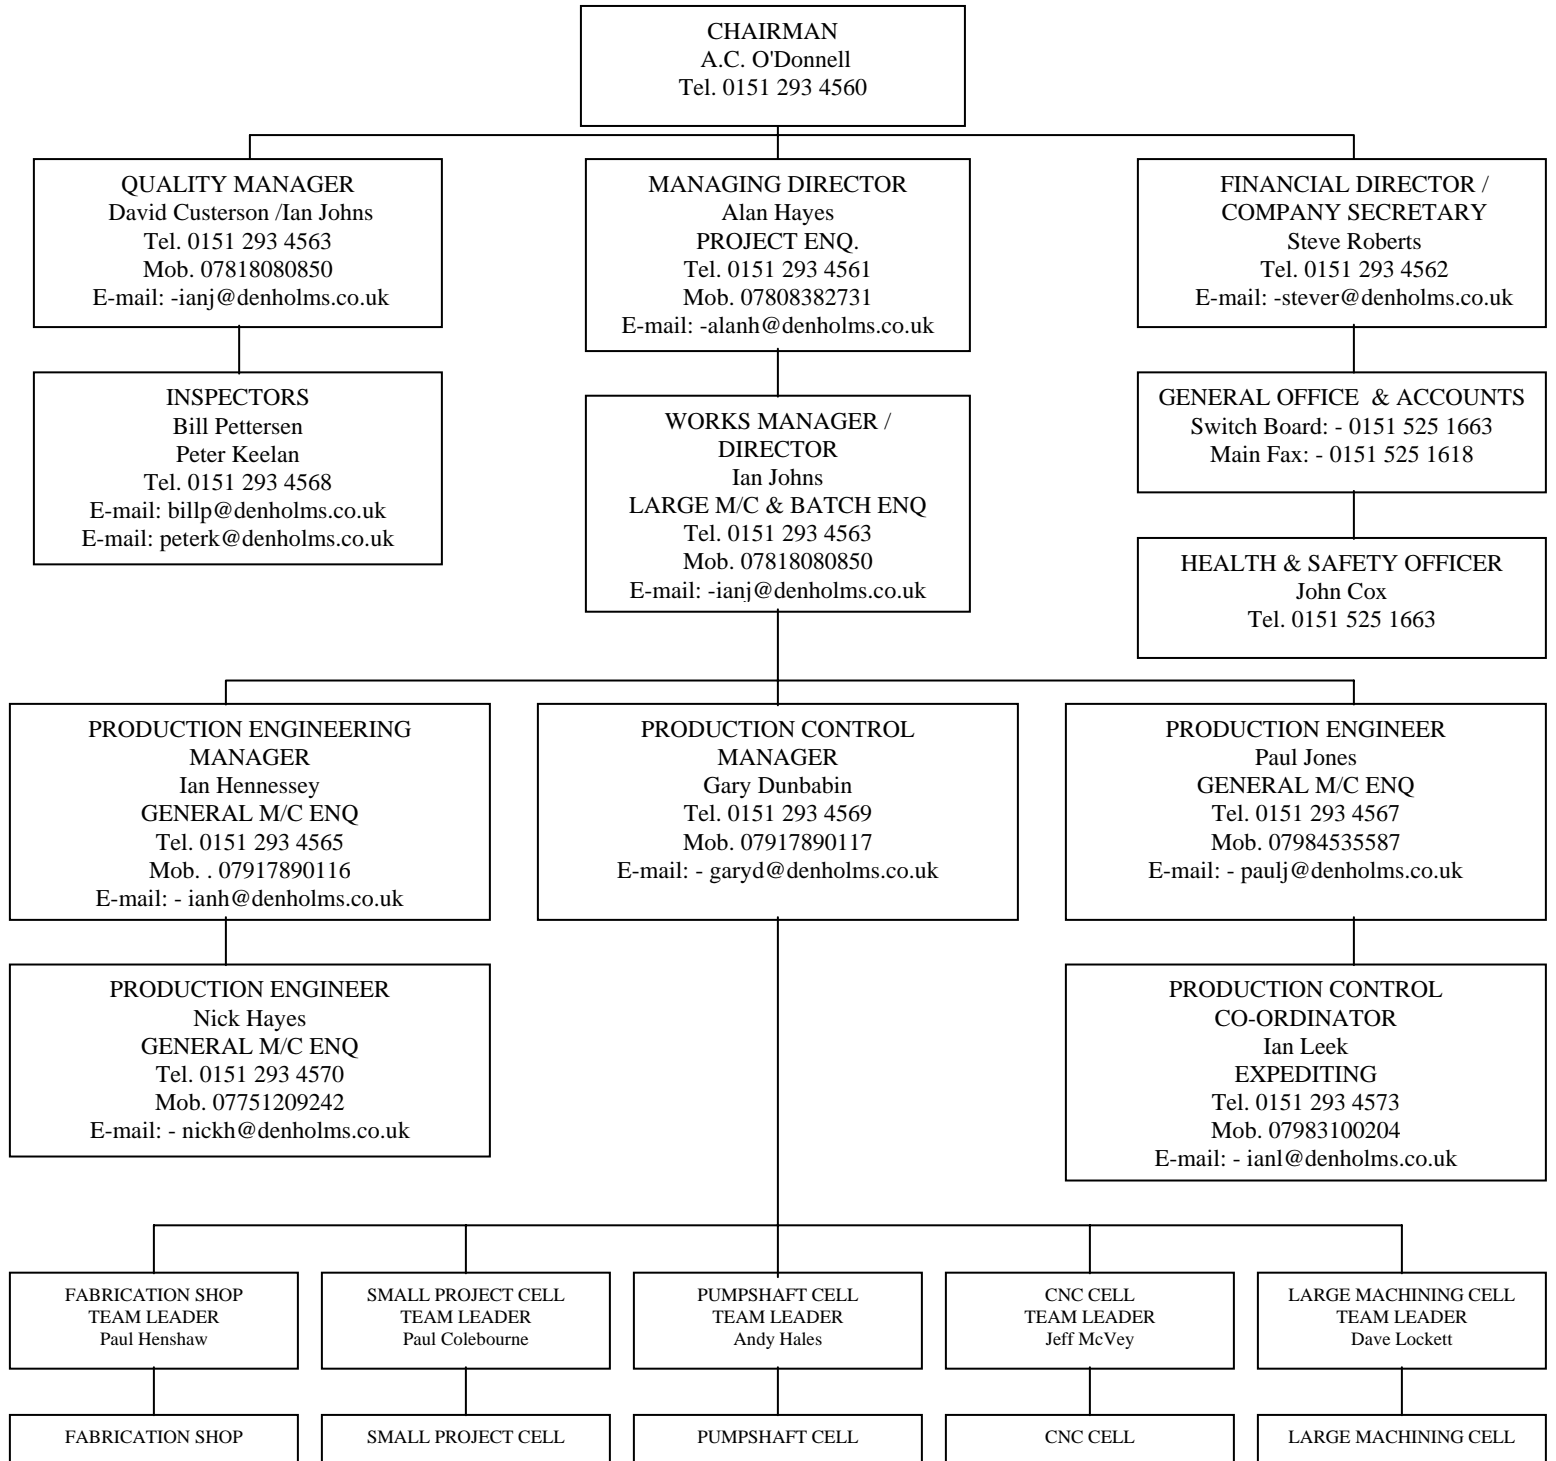 CHAIRMAN
A.C. O'Donnell
Tel. 0151 293 4560
QUALITY MANAGER
David Custerson /Ian Johns
Tel. 0151 293 4563
Mob. 07818080850
E-mail: -ianj@denholms.co.uk
MANAGING DIRECTOR
Alan Hayes
PROJECT ENQ.
Tel. 0151 293 4561
Mob. 07808382731
E-mail: -alanh@denholms.co.uk
FINANCIAL DIRECTOR /
COMPANY SECRETARY
Steve Roberts
Tel. 0151 293 4562
E-mail: -stever@denholms.co.uk
INSPECTORS
Bill Pettersen
Peter Keelan
Tel. 0151 293 4568
E-mail: billp@denholms.co.uk
E-mail: peterk@denholms.co.uk
WORKS MANAGER /
DIRECTOR
Ian Johns
LARGE M/C & BATCH ENQ
Tel. 0151 293 4563
Mob. 07818080850
E-mail: -ianj@denholms.co.uk
GENERAL OFFICE & ACCOUNTS
Switch Board: - 0151 525 1663
Main Fax: - 0151 525 1618
HEALTH & SAFETY OFFICER
John Cox
Tel. 0151 525 1663
PRODUCTION ENGINEERING
MANAGER
Ian Hennessey
GENERAL M/C ENQ
Tel. 0151 293 4565
Mob. . 07917890116
E-mail: - ianh@denholms.co.uk
PRODUCTION CONTROL
MANAGER
Gary Dunbabin
Tel. 0151 293 4569
Mob. 07917890117
E-mail: - garyd@denholms.co.uk
PRODUCTION ENGINEER
Paul Jones
GENERAL M/C ENQ
Tel. 0151 293 4567
Mob. 07984535587
E-mail: - paulj@denholms.co.uk
PRODUCTION ENGINEER
Nick Hayes
GENERAL M/C ENQ
Tel. 0151 293 4570
Mob. 07751209242
E-mail: - nickh@denholms.co.uk
PRODUCTION CONTROL
CO-ORDINATOR
Ian Leek
EXPEDITING
Tel. 0151 293 4573
Mob. 07983100204
E-mail: - ianl@denholms.co.uk
FABRICATION SHOP
TEAM LEADER
Paul Henshaw
SMALL PROJECT CELL
TEAM LEADER
Paul Colebourne
PUMPSHAFT CELL
TEAM LEADER
Andy Hales
CNC CELL
TEAM LEADER
Jeff McVey
LARGE MACHINING CELL
TEAM LEADER
Dave Lockett
FABRICATION SHOP
SMALL PROJECT CELL
PUMPSHAFT CELL
CNC CELL
LARGE MACHINING CELL